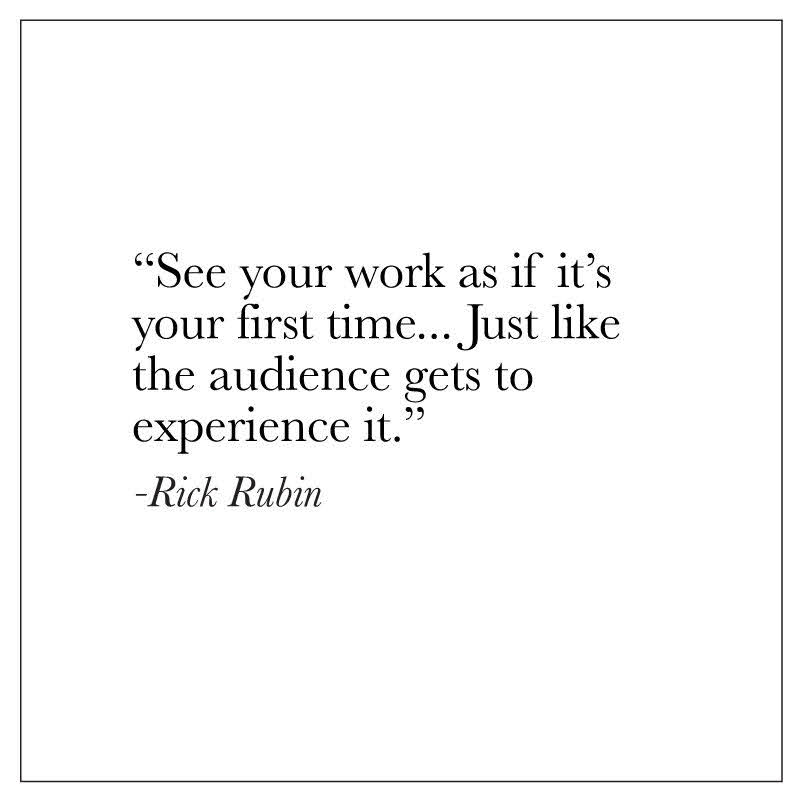 “See your work as if it’s
your first time... Just like
the audience gets to
experience it.”
-Rick Rubin